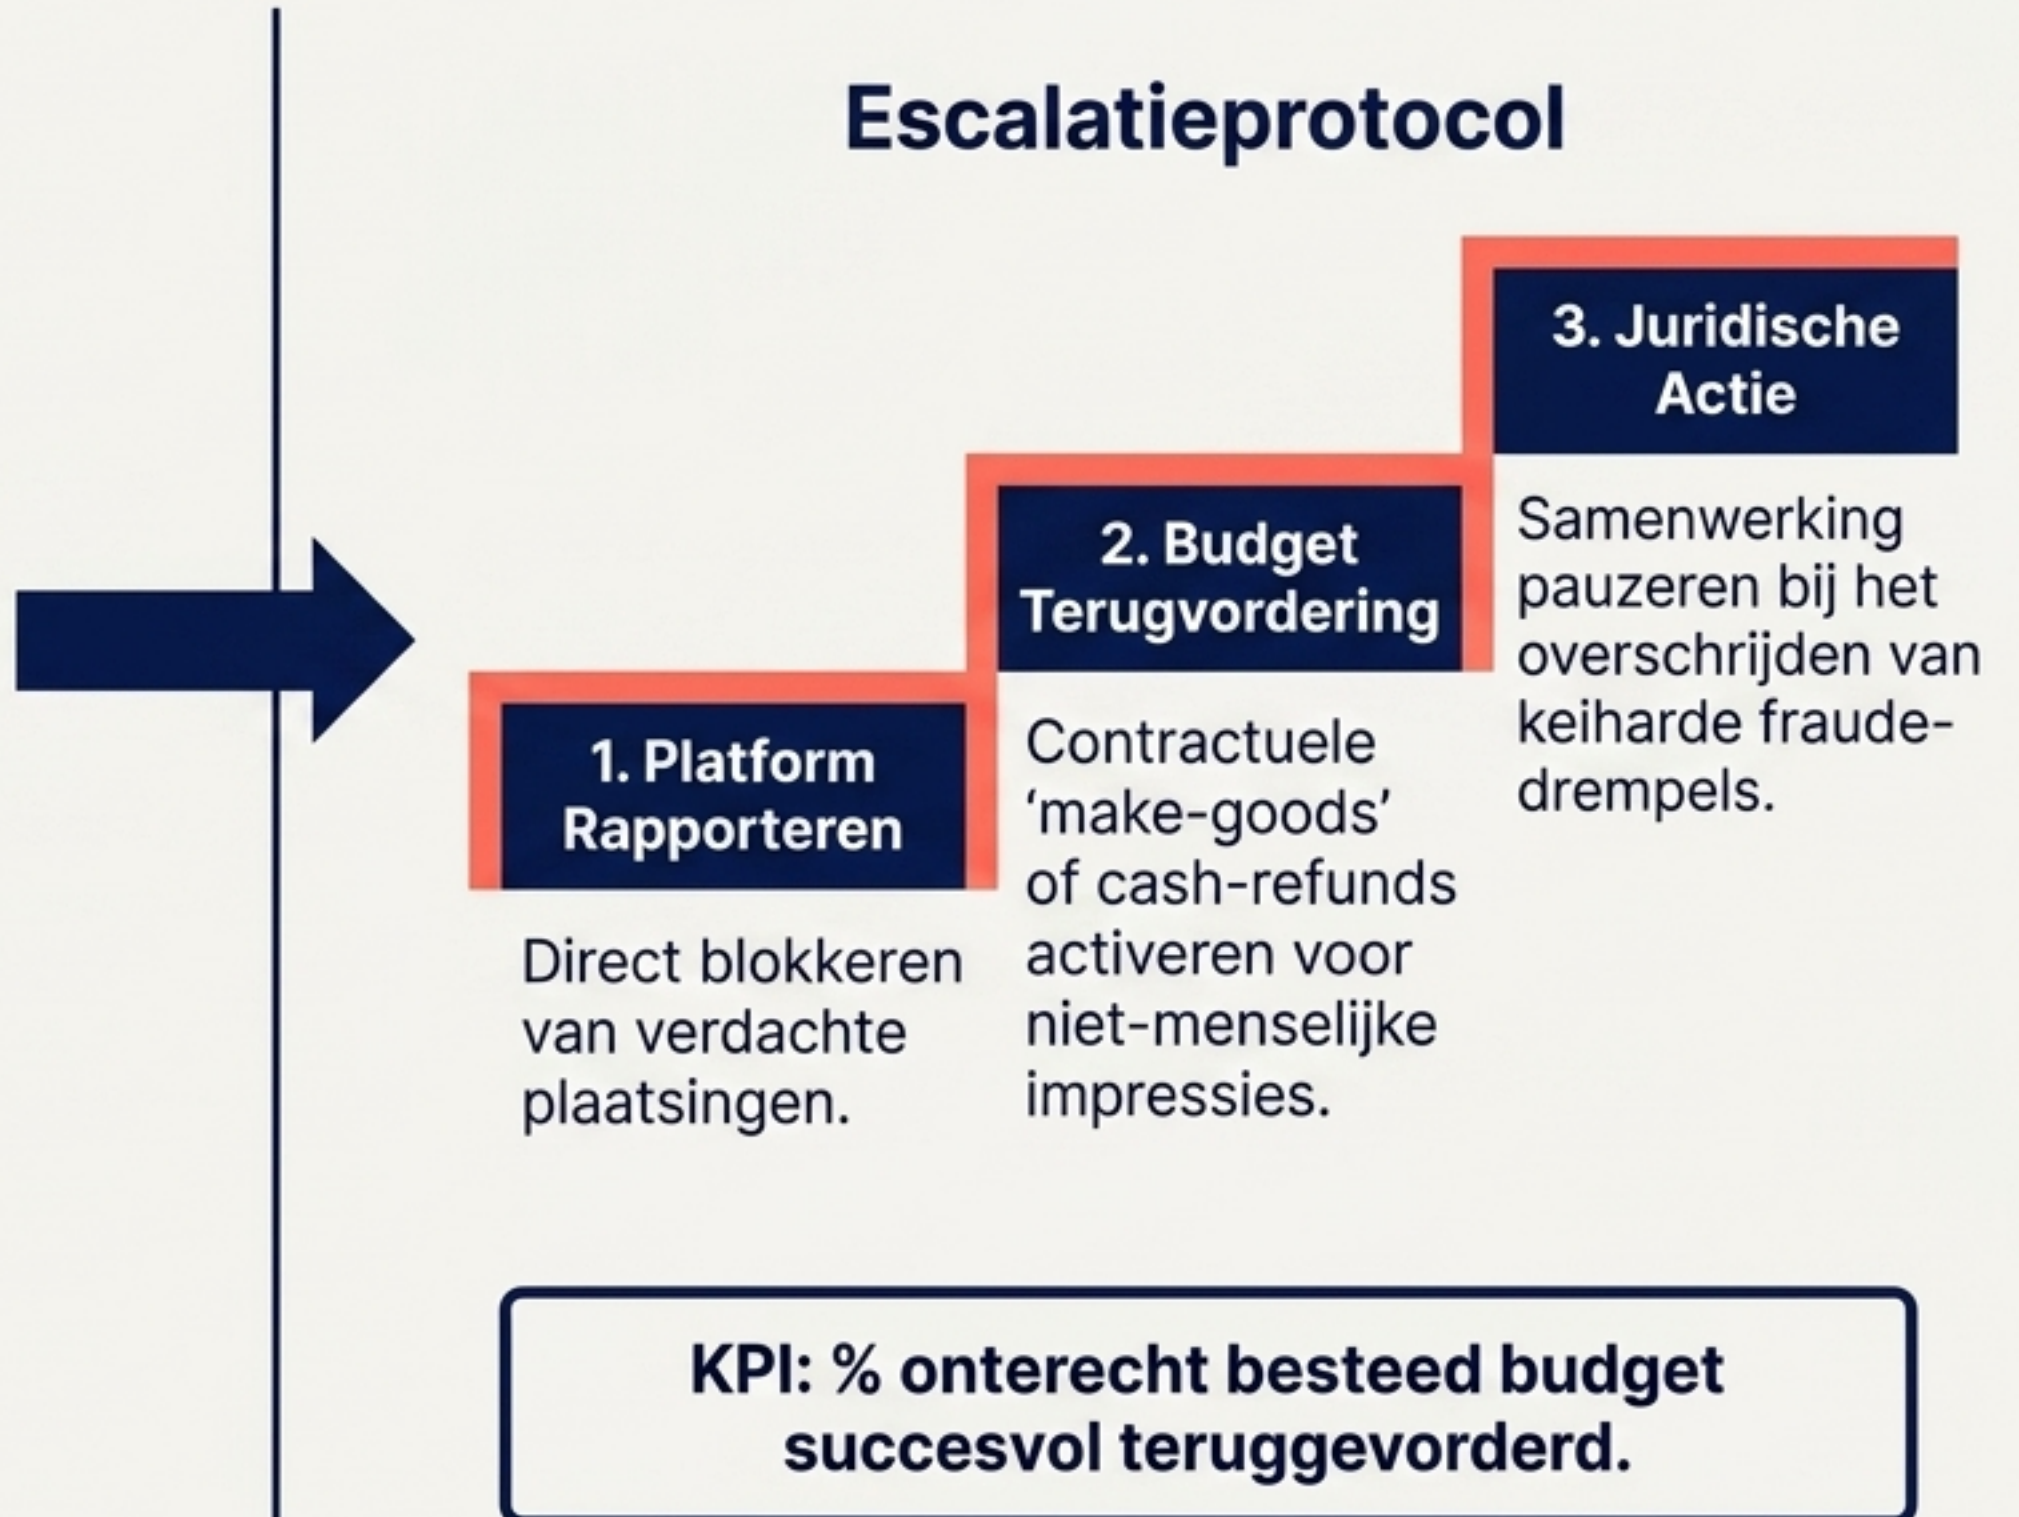 Escalatieprotocol
1. Platform
Rapporteren
Direct blokkeren
van verdachte
plaatsingen.
2. Budget
Terugvordering
Contractuele
‘make-goods’
of cash-refunds
activeren voor
niet-menselijke
impressies.
3. Juridische
Actie
Samenwerking
pauzeren bij het
overschrijden van
keiharde fraude-
drempels.
KPI: % onterecht besteed budget
succesvol teruggevorderd.